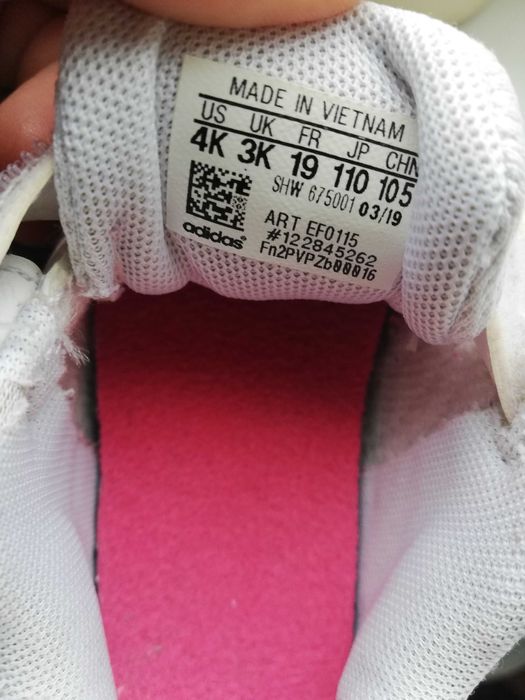 MADE IN VIETNAM
US UK FR JP CHN
4K 3K 19 110 105
SHW 675001 03/19
ART EF0115
#122845262
Fn2PVPZb00016
adidas